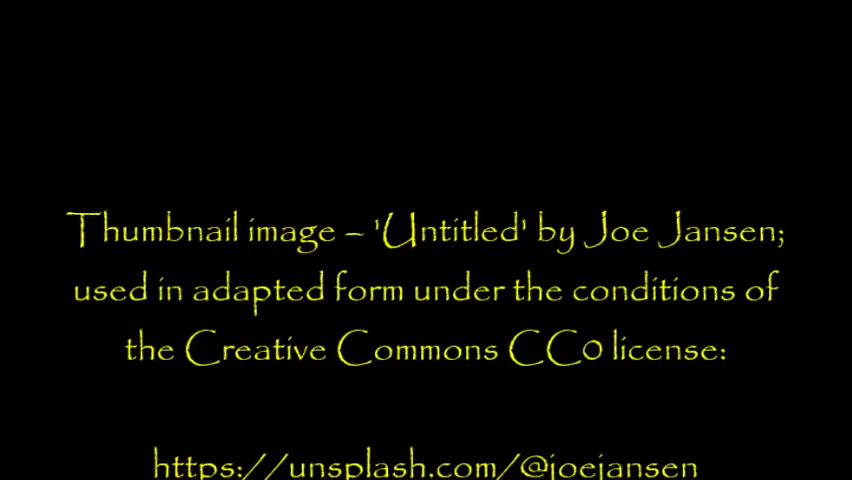 Thumbnail image – 'Untitled' by Joe Jansen;
used in adapted form under the conditions of
the Creative Commons CC0 license:
https://unsplash.com/@joejansen